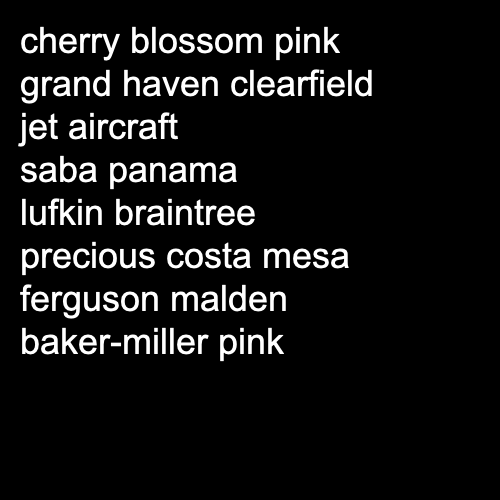 cherry blossom pink
grand haven clearfield
jet aircraft
saba panama
lufkin braintree
precious costa mesa
ferguson malden
baker-miller pink